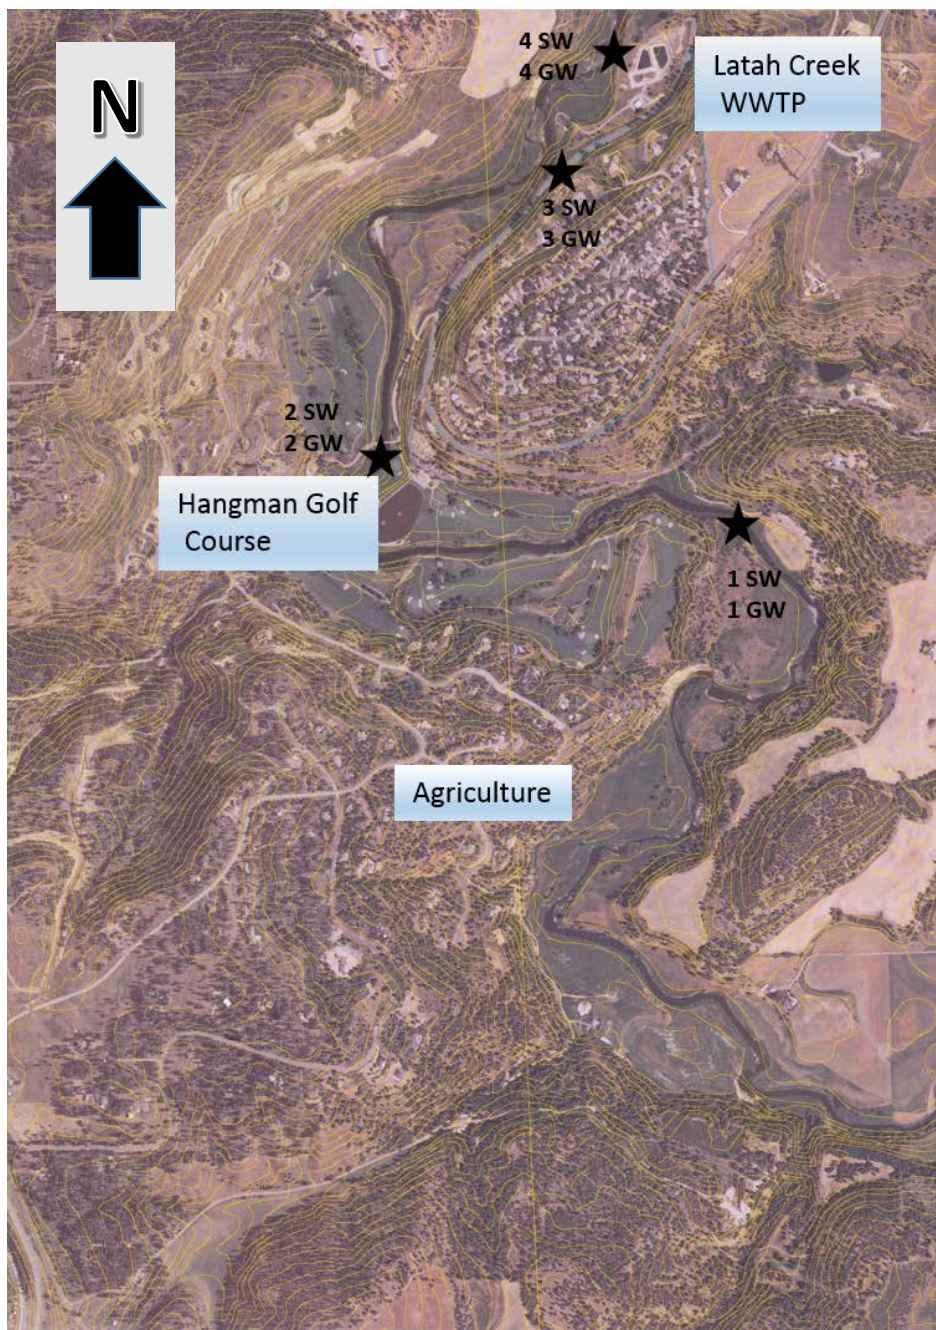 4 SW
4 GW
Latah Creek
WWTP
N
3 SW
3 GW
2 SW
2 GW
Hangman Golf
Course
1 SW
1 GW
Agriculture